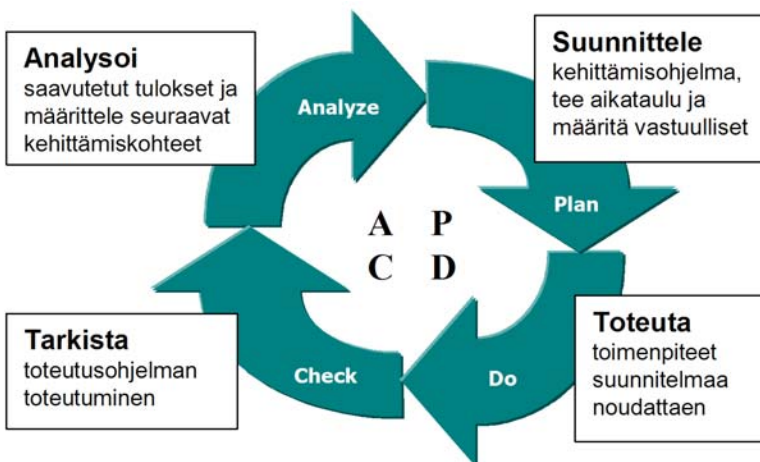 Analysoi
saavutetut tulokset ja
määrittele seuraavat
kehittämiskohteet
Suunnittele
kehittämisohjelma,
tee aikataulu ja
määritä vastuulliset
Analyze
Plan
A P
C D
Tarkista
toteutusohjelman
toteutuminen
Check
Do
Toteuta
toimenpiteet
suunnitelmaa
noudattaen